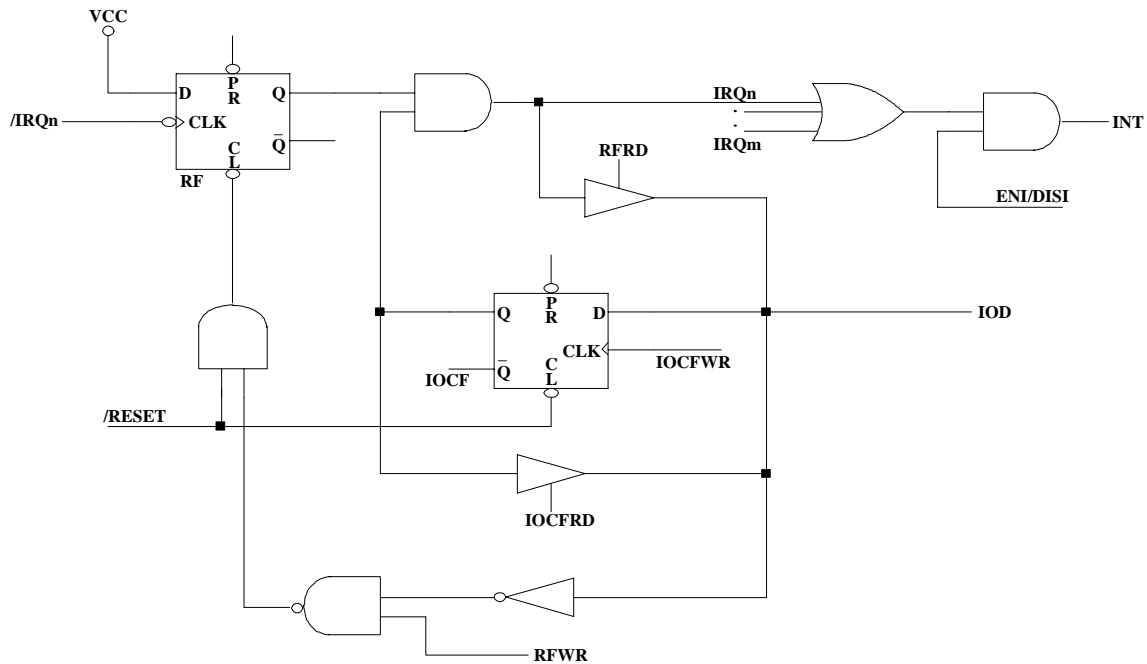 VCC
P
R
D
Q
/IRQn
CLK
Q̅
C
L
RF
IRQn
.
.
IRQm
INT
RFRD
ENI/DISI
P
R
Q
D
IOD
CLK
IOCFWR
IOCF
Q̅
C
L
/RESET
IOCFRD
RFWR